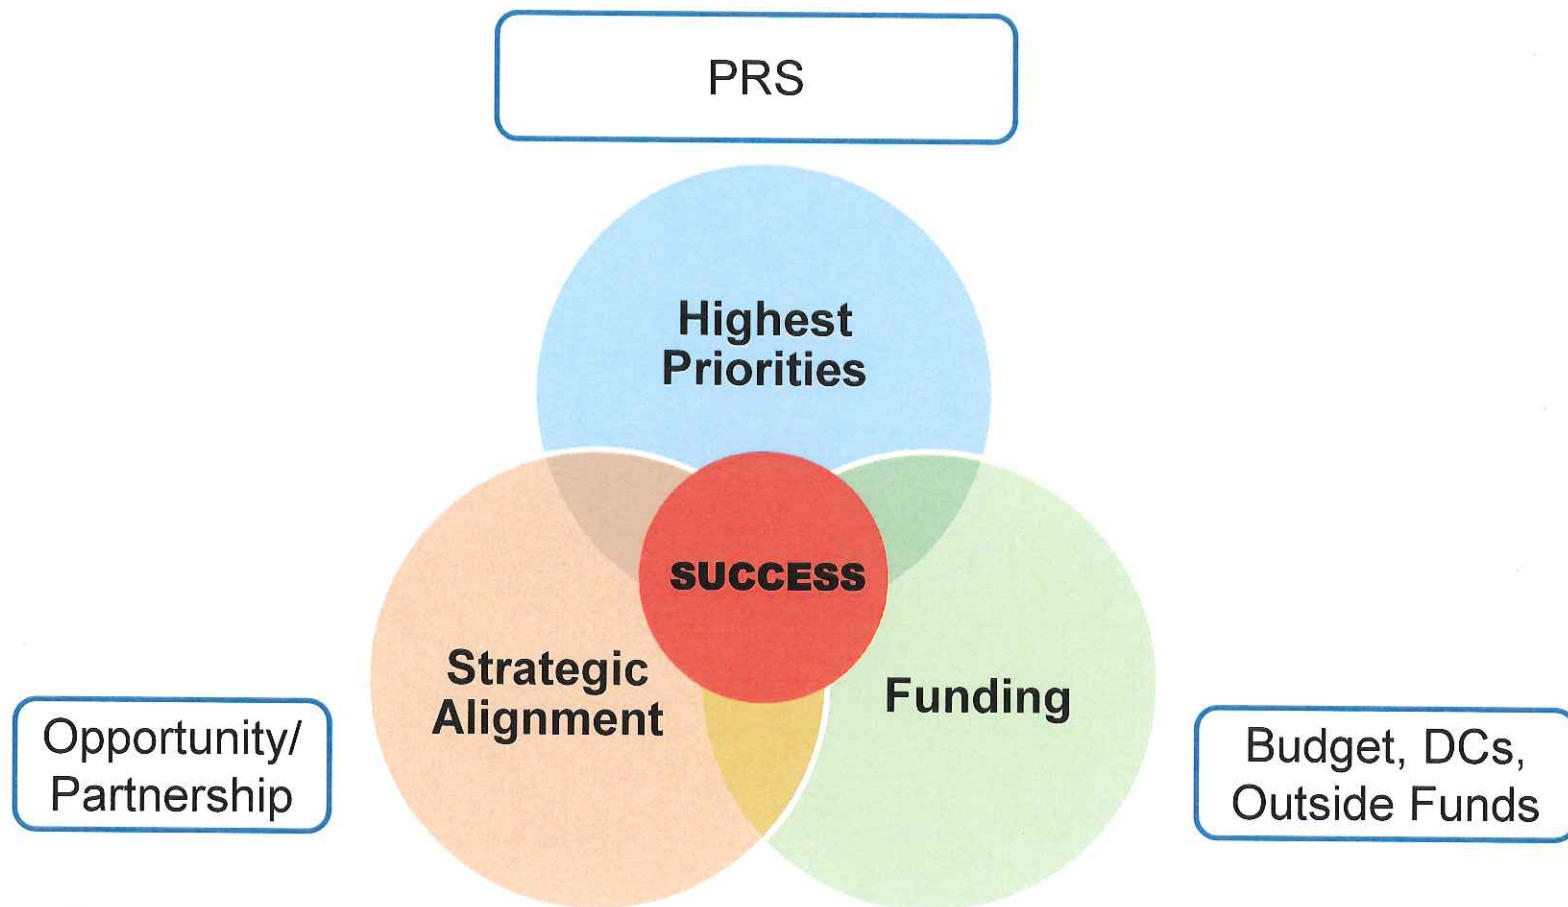 PRS
Highest
Priorities
SUCCESS
Strategic
Alignment
Funding
Opportunity/
Partnership
Budget, DCs,
Outside Funds